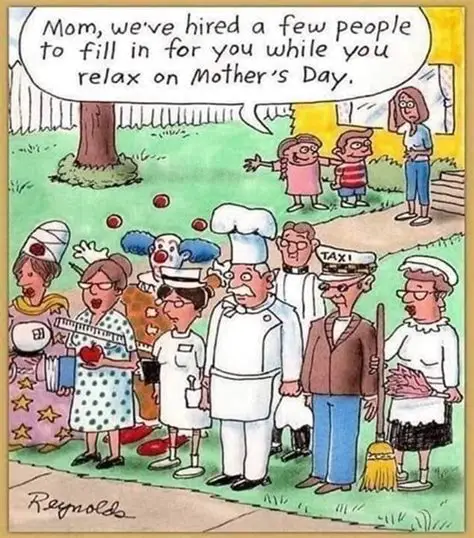 Mom, we've hired a few people
to fill in for you while you
relax on Mother's Day.
TAXI
Reynolds